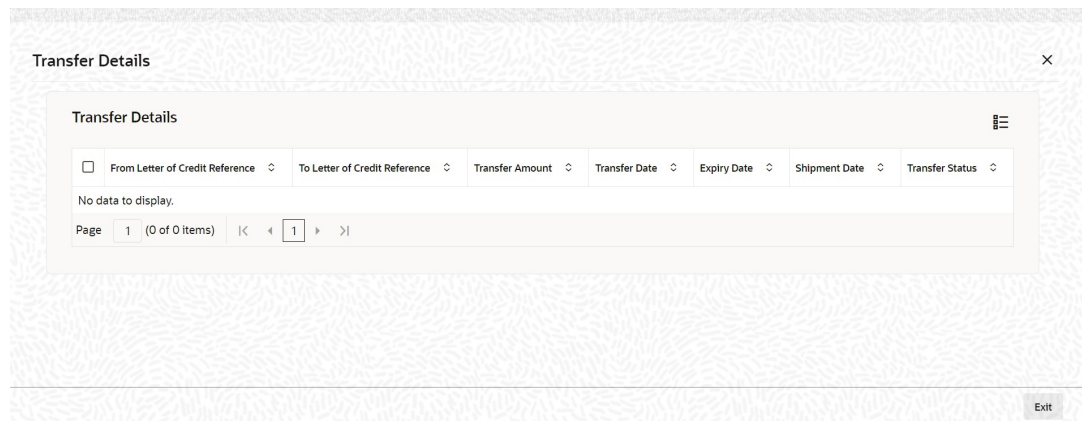 Transfer Details
Transfer Details
From Letter of Credit Reference To Letter of Credit Reference Transfer Amount Transfer Date Expiry Date Shipment Date Transfer Status
No data to display.
Page 1 (0 of 0 items) 1
Exit